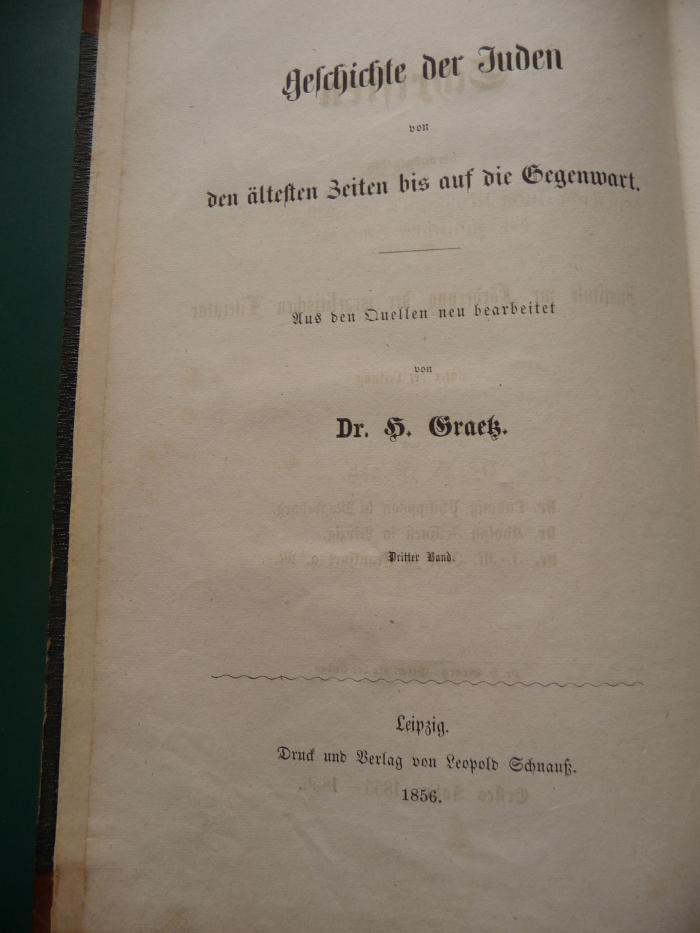 Geschichte der Juden
von
den ältesten Zeiten bis auf die Gegenwart.
Aus den Quellen neu bearbeitet
von
Dr. H. Graetz.
Dritter Band.
Leipzig.
Druck und Verlag von Leopold Schnauß.
1856.